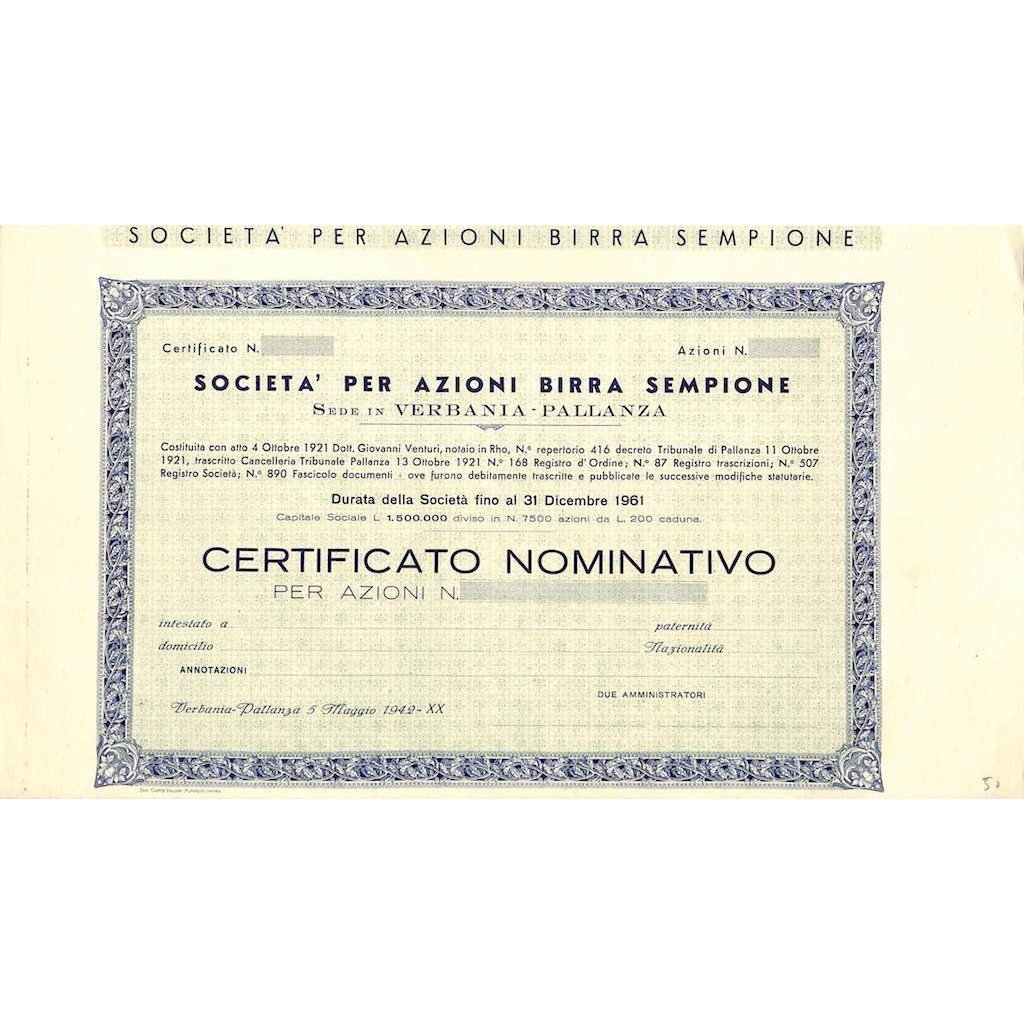 SOCIETA' PER AZIONI BIRRA SEMPIONE
Certificato N.
Azioni N.
SOCIETA' PER AZIONI BIRRA SEMPIONE
SEDE IN VERBANIA-PALLANZA
Costituita con atto 4 Ottobre 1921 Dott. Giovanni Venturi, notaio in Rho, N.º repertorio 416 decreto Tribunale di Pallanza 11 Ottobre
1921, trascritto Cancelleria Tribunale Pallanza 13 Ottobre 1921 N.º 168 Registro d'Ordine; N.º 87 Registro trascrizioni; N.º 507
Registro Società; N.º 890 Fascicolo documenti - ove furono debitamente trascritte e pubblicate le successive modifiche statutarie.
Durata della Società fino al 31 Dicembre 1961
Capitale Sociale L 1.500.000 diviso in N. 7500 azioni da L. 200 caduna.
CERTIFICATO NOMINATIVO
PER AZIONI N.
intestato a
paternità
domicilio
Nazionalità
ANNOTAZIONI
DUE AMMINISTRATORI
Verbania-Pallanza 5 Maggio 1942-XX